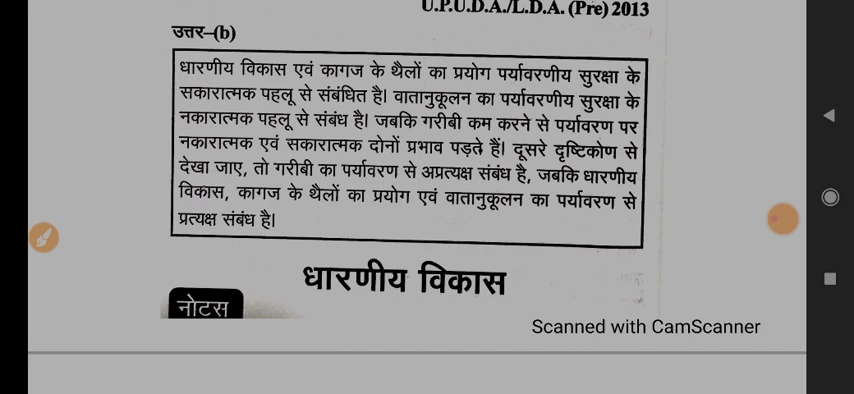 U.P.U.D.A./L.D.A. (Pre) 2013
उत्तर–(b)
धारणीय विकास एवं कागज के थैलों का प्रयोग पर्यावरणीय सुरक्षा के
सकारात्मक पहलू से संबंधित है। वातानुकूलन का पर्यावरणीय सुरक्षा के
नकारात्मक पहलू से संबंध है। जबकि गरीबी कम करने से पर्यावरण पर
नकारात्मक एवं सकारात्मक दोनों प्रभाव पड़ते हैं। दूसरे दृष्टिकोण से
देखा जाए, तो गरीबी का पर्यावरण से अप्रत्यक्ष संबंध है, जबकि धारणीय
विकास, कागज के थैलों का प्रयोग एवं वातानुकूलन का पर्यावरण से
प्रत्यक्ष संबंध है।
धारणीय विकास
नोट्स
Scanned with CamScanner